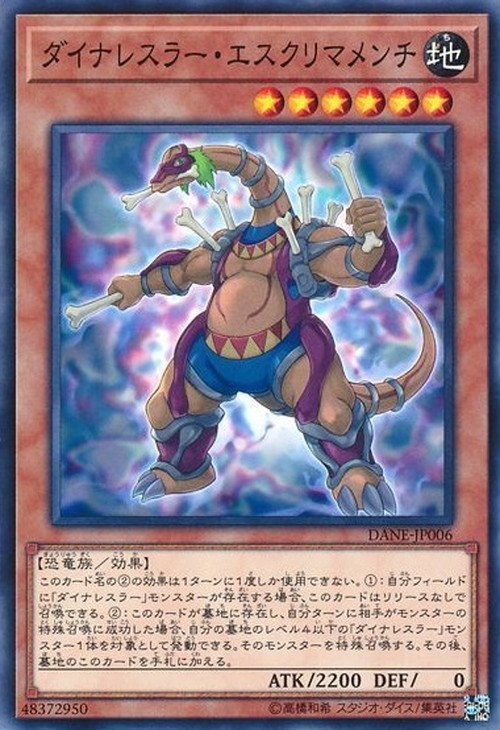 ダイナレスラー・エスクリマメンチ
地
DANE-JP006
【恐竜族／効果】
このカード名の②の効果は1ターンに1度しか使用できない。①：自分フィールド
に「ダイナレスラー」モンスターが存在する場合、このカードはリリースなしで
召喚できる。②：このカードが墓地に存在し、自分ターンに相手がモンスターの
特殊召喚に成功した場合、自分の墓地のレベル４以下の「ダイナレスラー」モン
スター１体を対象として発動できる。そのモンスターを特殊召喚する。その後、
墓地のこのカードを手札に加える。
ATK/2200 DEF/ 0
48372950
©高橋和希 スタジオ・ダイス/集英社